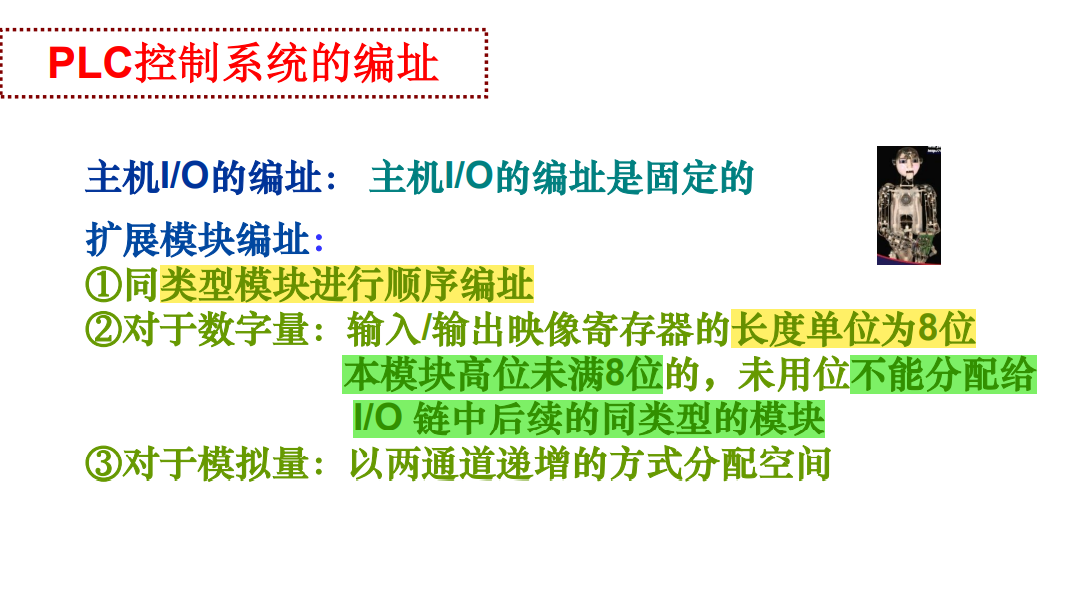 PLC控制系统的编址
主机I/O的编址： 主机I/O的编址是固定的
扩展模块编址：
①同类型模块进行顺序编址
②对于数字量：输入/输出映像寄存器的长度单位为8位
本模块高位未满8位的，未用位不能分配给
I/O 链中后续的同类型的模块
③对于模拟量：以两通道递增的方式分配空间